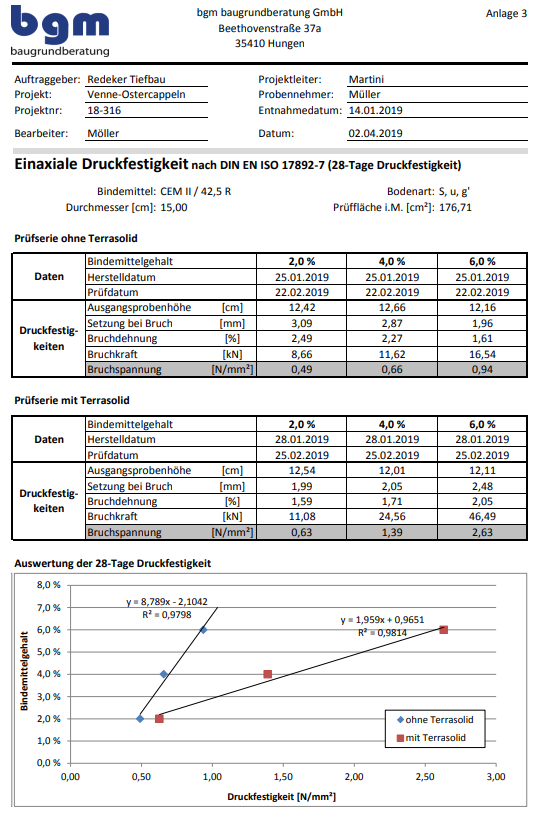 bgm
baugrundberatung
bgm baugrundberatung GmbH
Beethovenstraße 37a
35410 Hungen
Anlage 3
Auftraggeber: Redeker Tiefbau Projektleiter: Martini
Projekt: Venne-Ostercappeln Probennehmer: Müller
Projektnr: 18-316 Entnahmedatum: 14.01.2019
Bearbeiter: Möller Datum: 02.04.2019
Einaxiale Druckfestigkeit nach DIN EN ISO 17892-7 (28-Tage Druckfestigkeit)
Bindemittel: CEM II / 42,5 R Bodenart: S, u, g'
Durchmesser [cm]: 15,00 Prüffläche i.M. [cm²]: 176,71
Prüfserie ohne Terrasolid
Daten
Bindemittelgehalt 2,0 % 4,0 % 6,0 %
Herstelldatum 25.01.2019 25.01.2019 25.01.2019
Prüfdatum 22.02.2019 22.02.2019 22.02.2019
Druckfestig-
keiten
Ausgangsprobenhöhe [cm] 12,42 12,66 12,16
Setzung bei Bruch [mm] 3,09 2,87 1,96
Bruchdehnung [%] 2,49 2,27 1,61
Bruchkraft [kN] 8,66 11,62 16,54
Bruchspannung [N/mm²] 0,49 0,66 0,94
Prüfserie mit Terrasolid
Daten
Bindemittelgehalt 2,0 % 4,0 % 6,0 %
Herstelldatum 28.01.2019 28.01.2019 28.01.2019
Prüfdatum 25.02.2019 25.02.2019 25.02.2019
Druckfestig-
keiten
Ausgangsprobenhöhe [cm] 12,54 12,01 12,11
Setzung bei Bruch [mm] 1,99 2,05 2,48
Bruchdehnung [%] 1,59 1,71 2,05
Bruchkraft [kN] 11,08 24,56 46,49
Bruchspannung [N/mm²] 0,63 1,39 2,63
Auswertung der 28-Tage Druckfestigkeit
Bindemittelgehalt
8,0 %
7,0 %
6,0 %
5,0 %
4,0 %
3,0 %
2,0 %
1,0 %
0,0 %
y = 8,789x - 2,1042
R² = 0,9798
y = 1,959x + 0,9651
R² = 0,9814
ohne Terrasolid
mit Terrasolid
0,00 0,50 1,00 1,50 2,00 2,50 3,00
Druckfestigkeit [N/mm²]